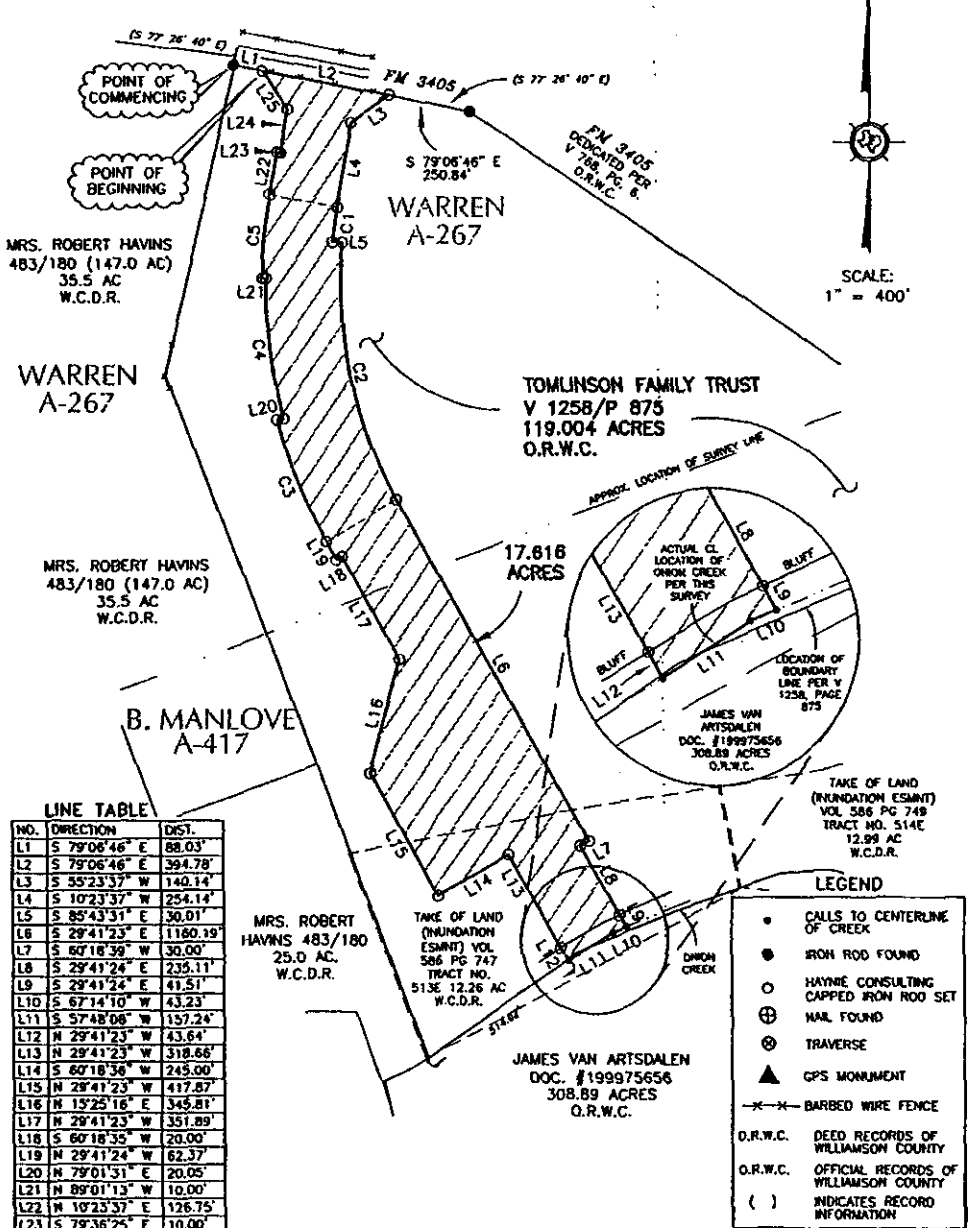 (S 77° 26' 40" E)
L1
L2
FM 3405
(S 77° 26' 40" E)
POINT OF
COMMENCING
L25
L3
L24
L4
L23
S 79°06'46" E
250.84'
FM 3405
DEDICATED PER
V 768, PG. 6.
O.R.W.C.
POINT OF
BEGINNING
L22
WARREN
A-267
MRS. ROBERT HAVINS
483/180 (147.0 AC)
35.5 AC
W.C.D.R.
C5
C1
L5
L21
SCALE:
1" = 400'
WARREN
A-267
C4
C2
TOMLINSON FAMILY TRUST
V 1258/P 875
119.004 ACRES
O.R.W.C.
L20
APPROX. LOCATION OF SURVEY LINE
C3
MRS. ROBERT HAVINS
483/180 (147.0 AC)
35.5 AC
W.C.D.R.
L19
L18
17.616
ACRES
L17
L6
ACTUAL CL
LOCATION OF
ONION CREEK
PER THIS
SURVEY
L8
BLUFF
L9
L13
L10
BLUFF
L11
L12
LOCATION OF
BOUNDARY
LINE PER V
1258, PAGE
875
JAMES VAN
ARTSDALEN
DOC. #199975656
308.89 ACRES
O.R.W.C.
L16
B. MANLOVE
A-417
TAKE OF LAND
(INUNDATION ESMNT)
VOL 586 PG 749
TRACT NO. 514E
12.99 AC
W.C.D.R.
L15
L7
L14
L13
L8
L9
L12
L11
L10
ONION
CREEK
MRS. ROBERT
HAVINS 483/180
25.0 AC.
W.C.D.R.
TAKE OF LAND
(INUNDATION
ESMNT) VOL
586 PG 747
TRACT NO.
513E 12.26 AC
W.C.D.R.
514.62'
JAMES VAN ARTSDALEN
DOC. #199975656
308.89 ACRES
O.R.W.C.
LINE TABLE
NO. DIRECTION DIST.
L1 S 79°06'46" E 88.03'
L2 S 79°06'46" E 394.78'
L3 S 55°23'37" W 140.14'
L4 S 10°23'37" W 254.14'
L5 S 85°43'31" E 30.01'
L6 S 29°41'23" E 1160.19'
L7 S 60°18'39" W 30.00'
L8 S 29°41'24" E 235.11'
L9 S 29°41'24" E 41.51'
L10 S 67°14'10" W 43.23'
L11 S 57°48'08" W 157.24'
L12 N 29°41'23" W 43.64'
L13 N 29°41'23" W 318.66'
L14 S 60°18'36" W 245.00'
L15 N 29°41'23" W 417.87'
L16 N 15°25'16" E 345.81'
L17 N 29°41'23" W 351.89'
L18 S 60°18'35" W 20.00'
L19 N 29°41'24" W 62.37'
L20 N 79°01'31" E 20.05'
L21 N 89°01'13" W 10.00'
L22 N 10°23'37" E 126.75'
L23 S 79°36'25" E 10.00'
LEGEND
CALLS TO CENTERLINE
OF CREEK
IRON ROD FOUND
HAYNIE CONSULTING
CAPPED IRON ROD SET
NAIL FOUND
TRAVERSE
GPS MONUMENT
BARBED WIRE FENCE
D.R.W.C. DEED RECORDS OF
WILLIAMSON COUNTY
O.R.W.C. OFFICIAL RECORDS OF
WILLIAMSON COUNTY
( ) INDICATES RECORD
INFORMATION